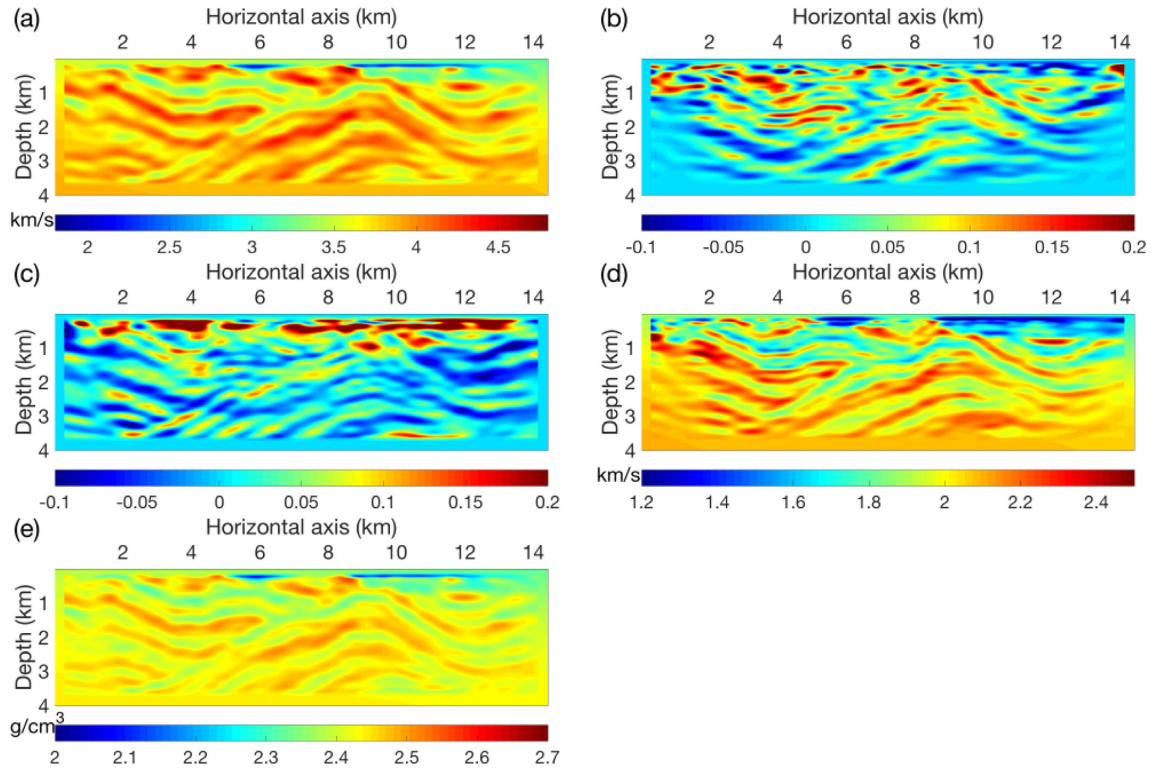 (a) Horizontal axis (km)
2 4 6 8 10 12 14
Depth (km)
1
2
3
4
km/s
2 2.5 3 3.5 4 4.5
(b) Horizontal axis (km)
2 4 6 8 10 12 14
Depth (km)
1
2
3
4
-0.1 -0.05 0 0.05 0.1 0.15 0.2
(c) Horizontal axis (km)
2 4 6 8 10 12 14
Depth (km)
1
2
3
4
-0.1 -0.05 0 0.05 0.1 0.15 0.2
(d) Horizontal axis (km)
2 4 6 8 10 12 14
Depth (km)
1
2
3
4
km/s
1.2 1.4 1.6 1.8 2 2.2 2.4
(e) Horizontal axis (km)
2 4 6 8 10 12 14
Depth (km)
1
2
3
4
g/cm³
2 2.1 2.2 2.3 2.4 2.5 2.6 2.7